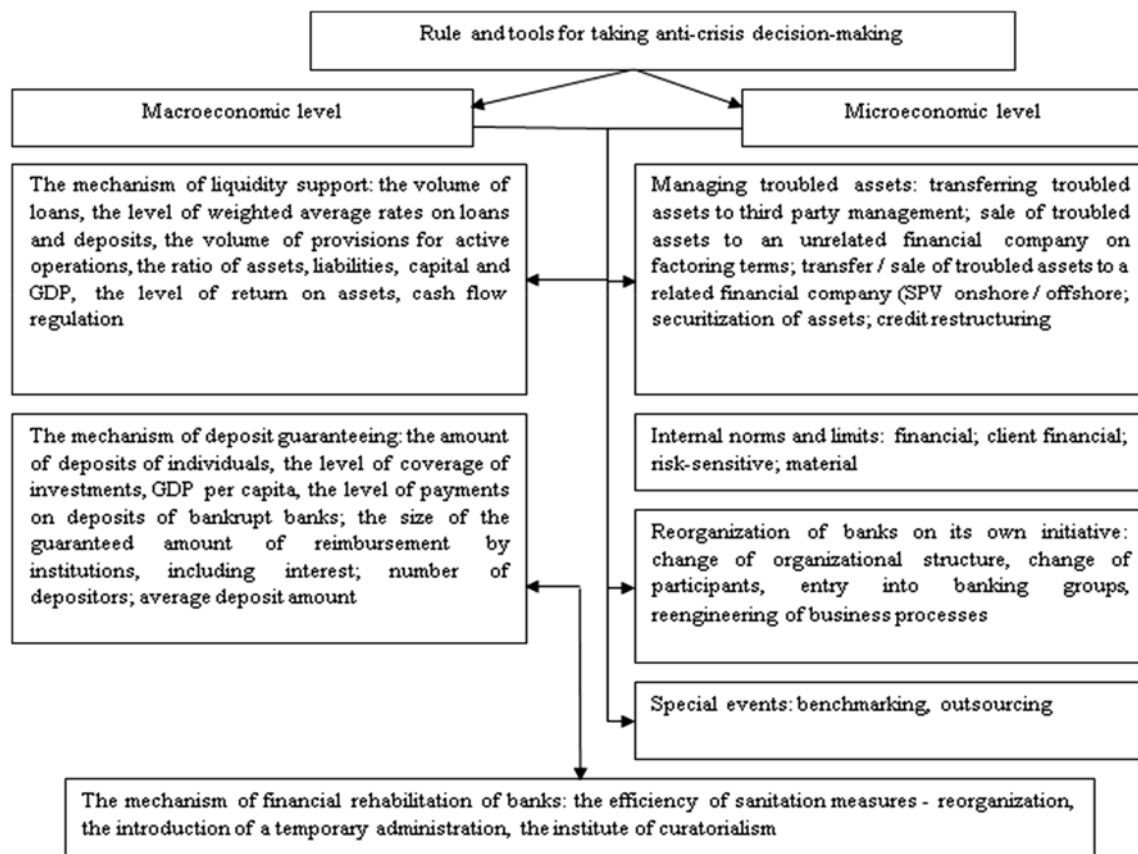 Rule and tools for taking anti-crisis decision-making
Macroeconomic level
Microeconomic level
The mechanism of liquidity support: the volume of
loans, the level of weighted average rates on loans
and deposits, the volume of provisions for active
operations, the ratio of assets, liabilities, capital and
GDP, the level of return on assets, cash flow
regulation
Managing troubled assets: transferring troubled
assets to third party management; sale of troubled
assets to an unrelated financial company on
factoring terms; transfer / sale of troubled assets to a
related financial company (SPV onshore / offshore;
securitization of assets; credit restructuring
The mechanism of deposit guaranteeing: the amount
of deposits of individuals, the level of coverage of
investments, GDP per capita, the level of payments
on deposits of bankrupt banks; the size of the
guaranteed amount of reimbursement by
institutions, including interest; number of
depositors; average deposit amount
Internal norms and limits: financial; client financial;
risk-sensitive; material
Reorganization of banks on its own initiative:
change of organizational structure, change of
participants, entry into banking groups,
reengineering of business processes
Special events: benchmarking, outsourcing
The mechanism of financial rehabilitation of banks: the efficiency of sanitation measures - reorganization,
the introduction of a temporary administration, the institute of curatorialism